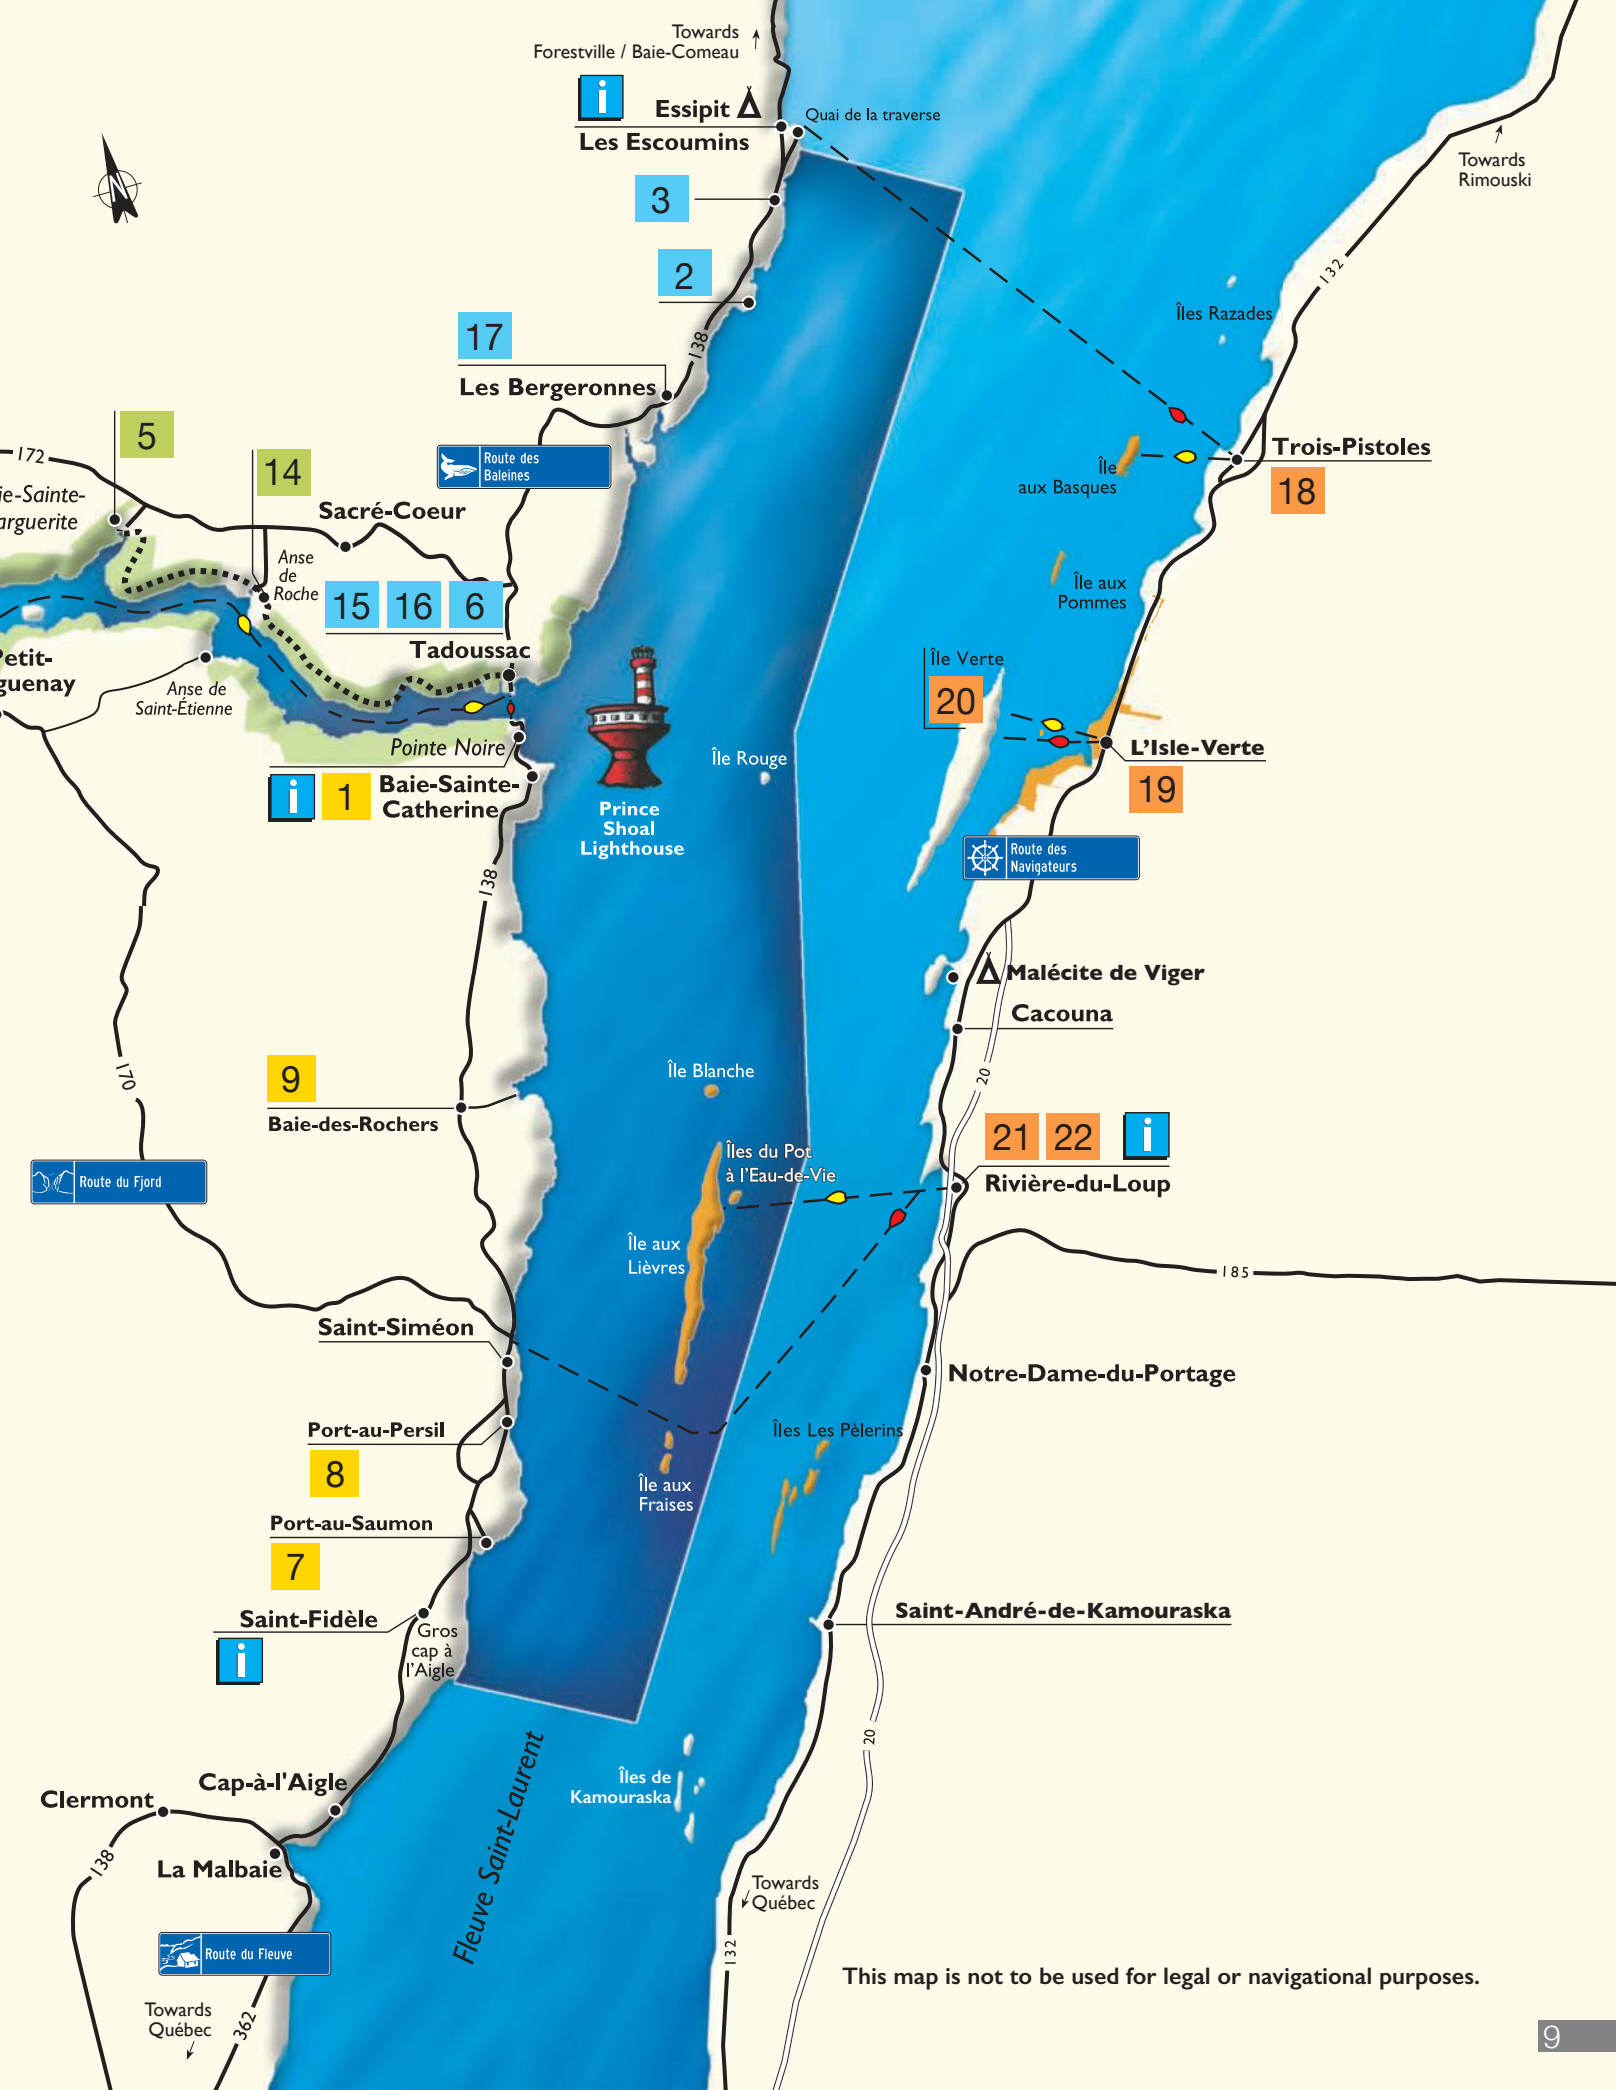 Towards
Forestville / Baie-Comeau
i
Essipit
Quai de la traverse
Les Escoumins
Towards
Rimouski
N
3
2
132
Îles Razades
17
138
Les Bergeronnes
5
172
Route des
Baleines
Trois-Pistoles
Île
aux Basques
18
14
ie-Sainte-
arguerite
Sacré-Coeur
Anse
de
Roche
15 16 6
Île aux
Pommes
Tadoussac
Petit-
guenay
Anse de
Saint-Étienne
Île Verte
20
Pointe Noire
Île Rouge
L'Isle-Verte
i 1 Baie-Sainte-
Catherine
19
Prince
Shoal
Lighthouse
Route des
Navigateurs
138
Malécite de Viger
Cacouna
170
9
Île Blanche
20
Baie-des-Rochers
21 22 i
Îles du Pot
à l'Eau-de-Vie
Route du Fjord
Rivière-du-Loup
Île aux
Lièvres
185
Saint-Siméon
Notre-Dame-du-Portage
Port-au-Persil
Îles Les Pèlerins
8
Île aux
Fraises
Port-au-Saumon
7
Saint-Fidèle
Saint-André-de-Kamouraska
i
Gros
cap à
l'Aigle
Fleuve Saint-Laurent
20
Îles de
Kamouraska
Cap-à-l'Aigle
Clermont
138
La Malbaie
Towards
Québec
132
Route du Fleuve
This map is not to be used for legal or navigational purposes.
Towards
Québec
362
9